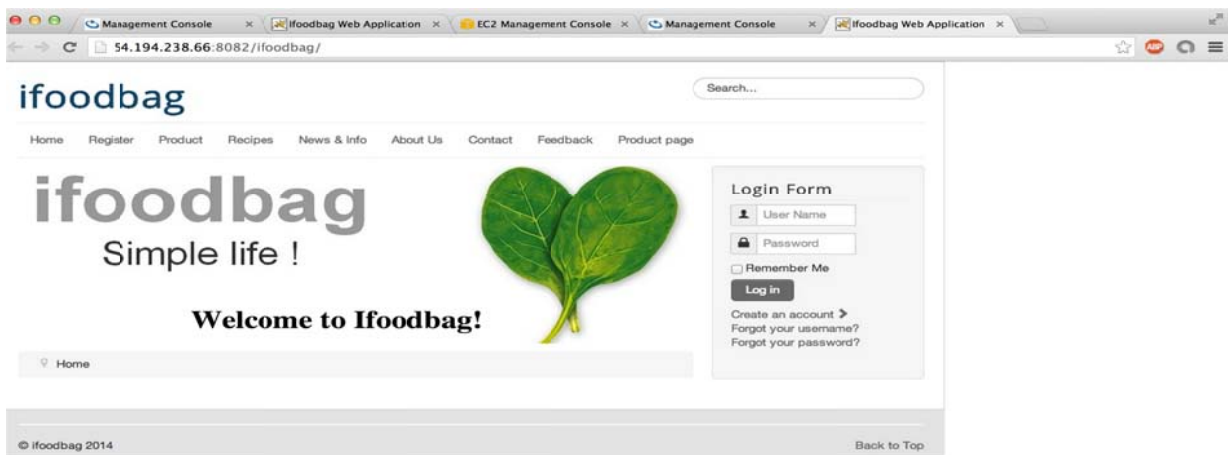 Management Console
Ifoodbag Web Application
EC2 Management Console
Management Console
Ifoodbag Web Application
54.194.238.66:8082/ifoodbag/
ABP
ifoodbag
Search...
Home Register Product Recipes News & Info About Us Contact Feedback Product page
ifoodbag
Simple life !
Welcome to Ifoodbag!
Home
Login Form
User Name
Password
Remember Me
Log in
Create an account
Forgot your username?
Forgot your password?
© ifoodbag 2014
Back to Top